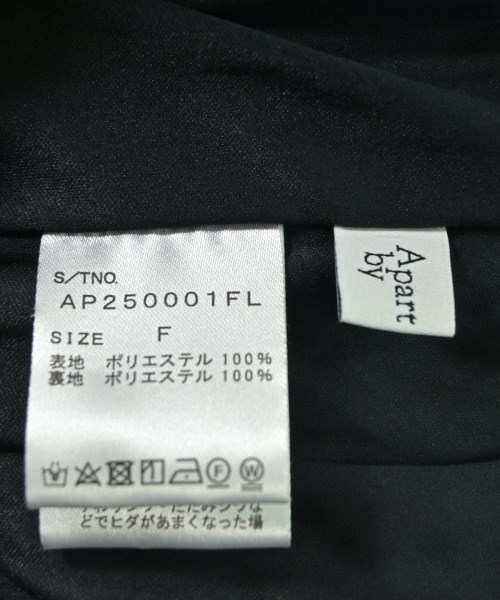 S/TNO.
AP250001FL
SIZE F
表地 ポリエステル 100%
裏地 ポリエステル 100%
F W
どでヒダがあまくなった場
Apart
by